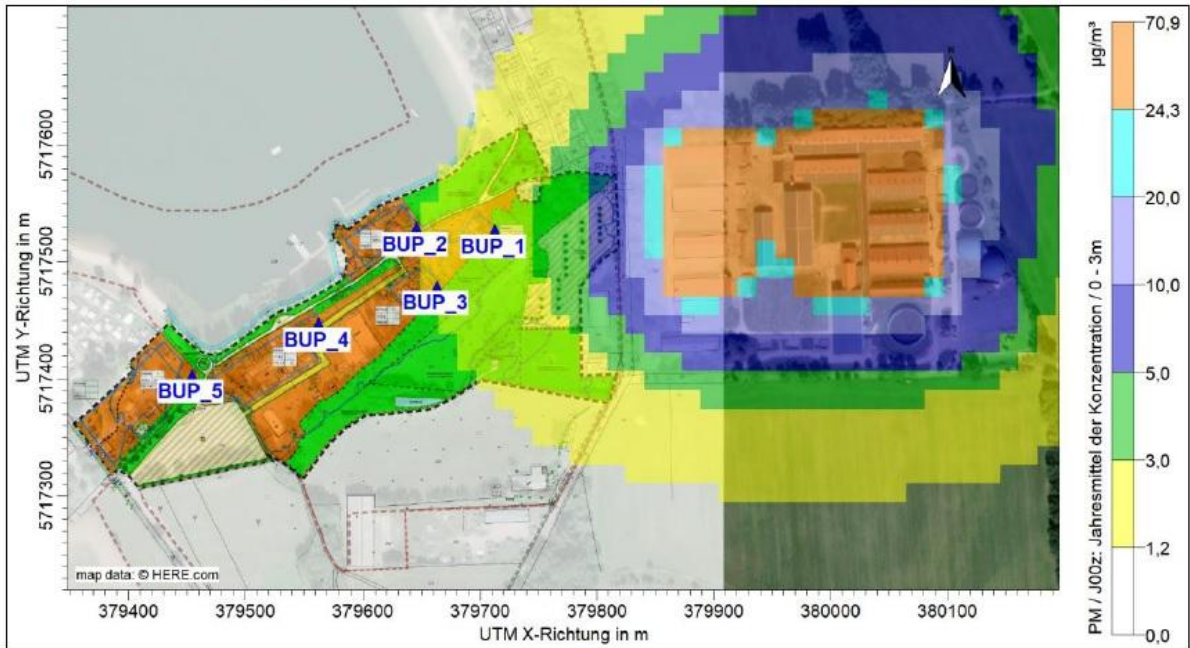 5717600
5717500
5717400
5717300
UTM Y-Richtung in m
BUP_2
BUP_1
BUP_3
BUP_4
BUP_5
N
map data: © HERE.com
379400
379500
379600
379700
379800
379900
380000
380100
UTM X-Richtung in m
µg/m³
70,9
24,3
20,0
10,0
5,0
3,0
1,2
0,0
PM / J00z: Jahresmittel der Konzentration / 0 - 3m